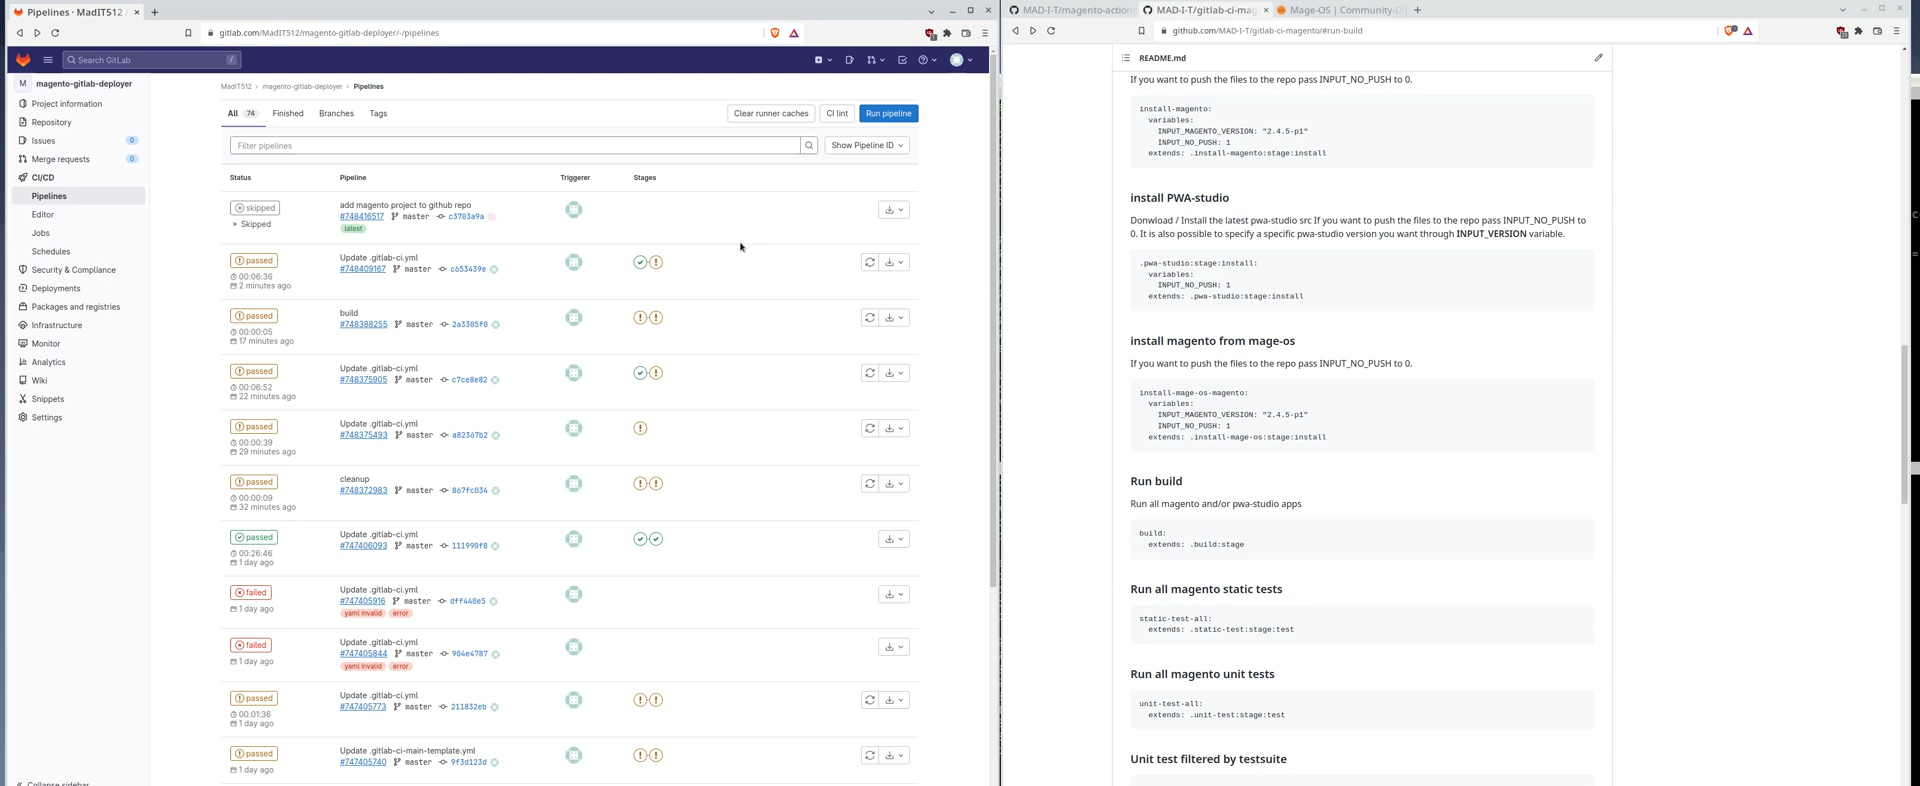 Pipelines · MadIT512 /
gitlab.com/MadIT512/magento-gitlab-deployer/-/pipelines
Search GitLab
/
M
magento-gitlab-deployer
Project information
Repository
Issues
0
Merge requests
0
CI/CD
Pipelines
Editor
Jobs
Schedules
Security & Compliance
Deployments
Packages and registries
Infrastructure
Monitor
Analytics
Wiki
Snippets
Settings
Collapse sidebar
MadIT512 › magento-gitlab-deployer › Pipelines
All 74 Finished Branches Tags
Clear runner caches CI lint Run pipeline
Filter pipelines
Show Pipeline ID
Status Pipeline Triggerer Stages
skipped
Skipped
add magento project to github repo
#748416517 master c3703a9a
latest
passed
00:06:36
2 minutes ago
Update .gitlab-ci.yml
#748409167 master c653439e
passed
00:00:05
17 minutes ago
build
#748388255 master 2a3305f0
passed
00:06:52
22 minutes ago
Update .gitlab-ci.yml
#748375905 master c7ce8e82
passed
00:00:39
29 minutes ago
Update .gitlab-ci.yml
#748375493 master a82367b2
passed
00:00:09
32 minutes ago
cleanup
#748372983 master 867fc034
passed
00:26:46
1 day ago
Update .gitlab-ci.yml
#747406093 master 111990f8
failed
1 day ago
Update .gitlab-ci.yml
#747405916 master dff440e5
yaml invalid error
failed
1 day ago
Update .gitlab-ci.yml
#747405844 master 904e4787
yaml invalid error
passed
00:01:36
1 day ago
Update .gitlab-ci.yml
#747405773 master 211832eb
passed
1 day ago
Update .gitlab-ci-main-template.yml
#747405740 master 9f3d123d
MAD-I-T/magento-action
MAD-I-T/gitlab-ci-mag
Mage-OS | Community-D
github.com/MAD-I-T/gitlab-ci-magento/#run-build
README.md
If you want to push the files to the repo pass INPUT_NO_PUSH to 0.
install-magento:
variables:
INPUT_MAGENTO_VERSION: "2.4.5-p1"
INPUT_NO_PUSH: 1
extends: .install-magento:stage:install
install PWA-studio
Donwload / Install the latest pwa-studio src If you want to push the files to the repo pass INPUT_NO_PUSH to
0. It is also possible to specify a specific pwa-studio version you want through INPUT_VERSION variable.
.pwa-studio:stage:install:
variables:
INPUT_NO_PUSH: 1
extends: .pwa-studio:stage:install
install magento from mage-os
If you want to push the files to the repo pass INPUT_NO_PUSH to 0.
install-mage-os-magento:
variables:
INPUT_MAGENTO_VERSION: "2.4.5-p1"
INPUT_NO_PUSH: 1
extends: .install-mage-os:stage:install
Run build
Run all magento and/or pwa-studio apps
build:
extends: .build:stage
Run all magento static tests
static-test-all:
extends: .static-test:stage:test
Run all magento unit tests
unit-test-all:
extends: .unit-test:stage:test
Unit test filtered by testsuite